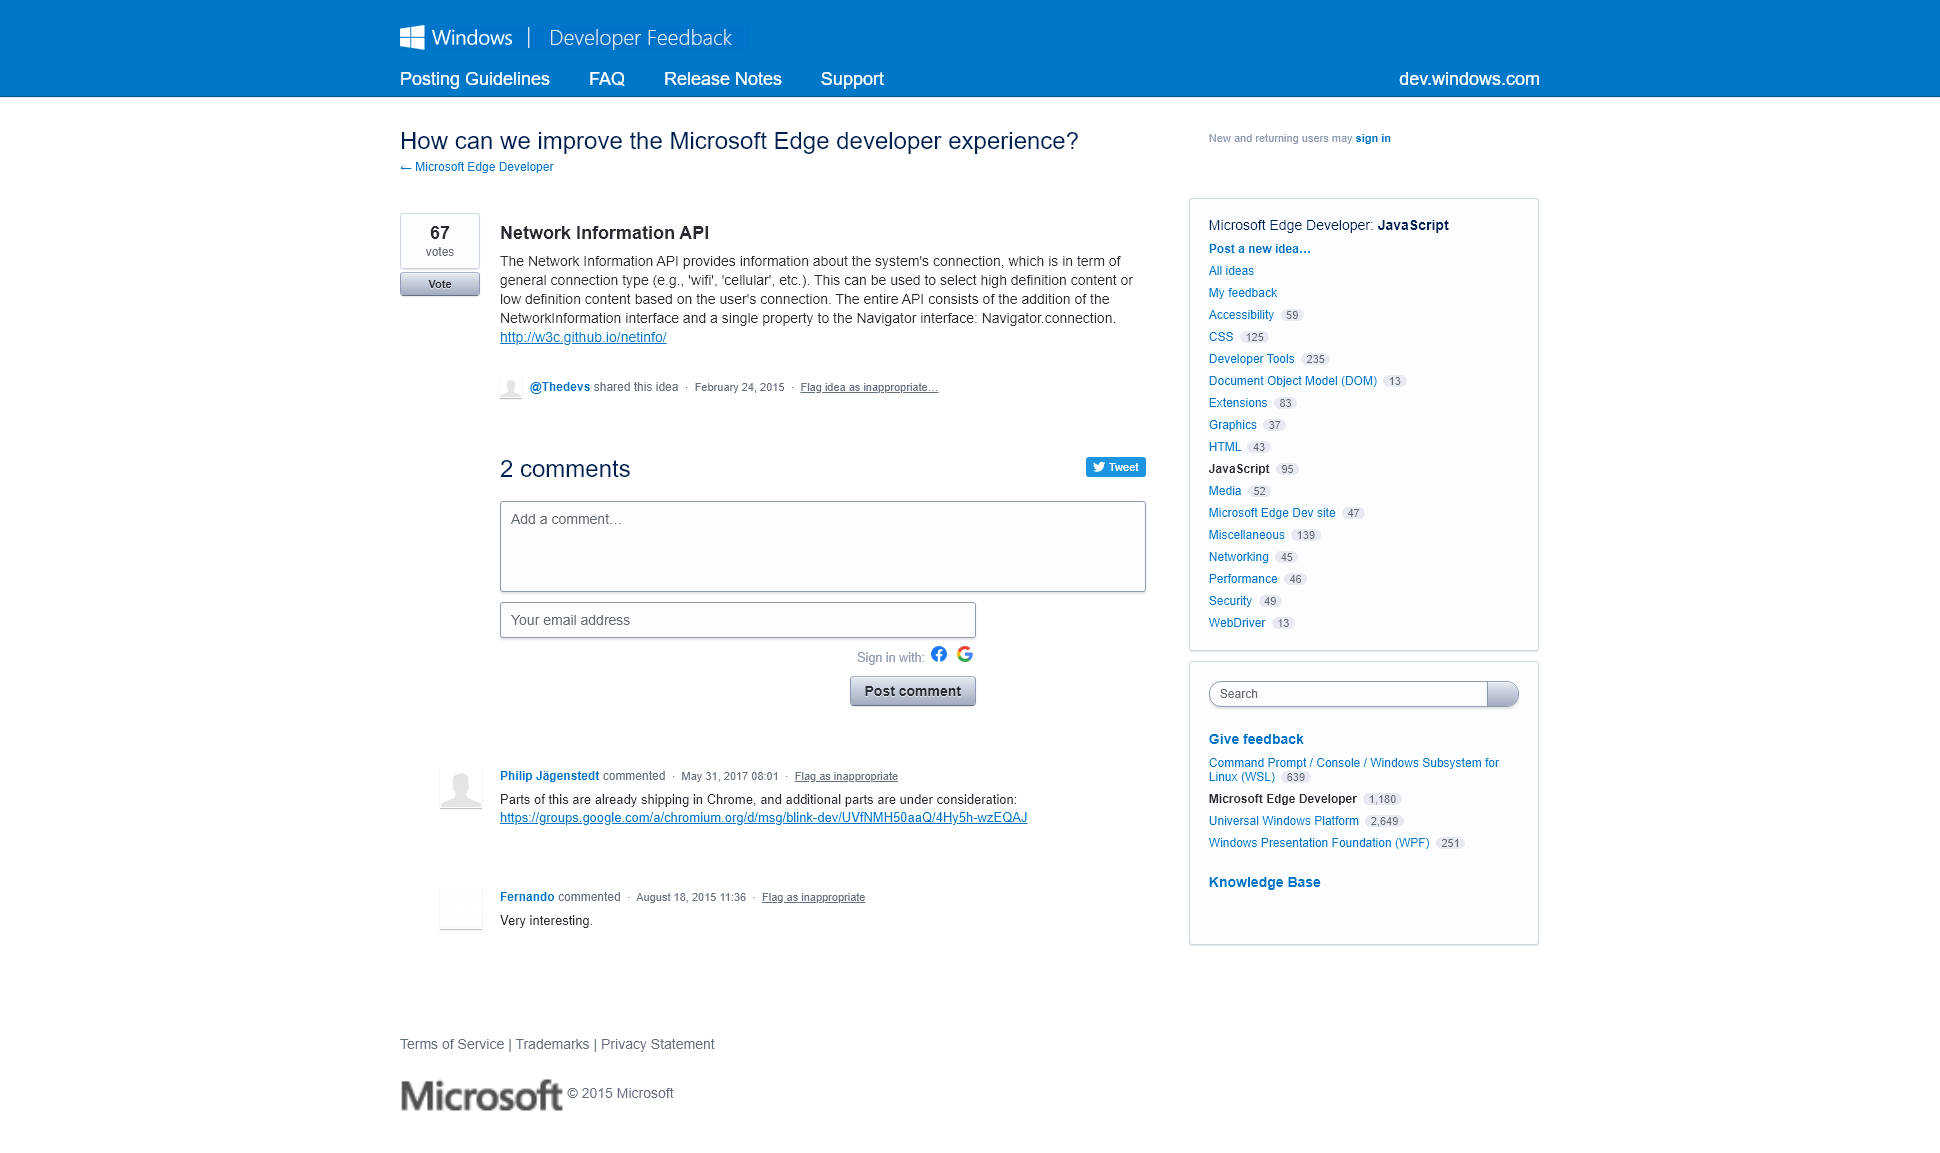 Windows | Developer Feedback
Posting Guidelines FAQ Release Notes Support dev.windows.com
How can we improve the Microsoft Edge developer experience?
← Microsoft Edge Developer
New and returning users may sign in
67
votes
Vote
Network Information API
The Network Information API provides information about the system's connection, which is in term of
general connection type (e.g., 'wifi', 'cellular', etc.). This can be used to select high definition content or
low definition content based on the user's connection. The entire API consists of the addition of the
NetworkInformation interface and a single property to the Navigator interface: Navigator.connection.
http://w3c.github.io/netinfo/
@Thedevs shared this idea · February 24, 2015 · Flag idea as inappropriate…
2 comments
Tweet
Add a comment…
Your email address
Sign in with:
Post comment
Philip Jägenstedt commented · May 31, 2017 08:01 · Flag as inappropriate
Parts of this are already shipping in Chrome, and additional parts are under consideration:
https://groups.google.com/a/chromium.org/d/msg/blink-dev/UVfNMH50aaQ/4Hy5h-wzEQAJ
Fernando commented · August 18, 2015 11:36 · Flag as inappropriate
Very interesting.
Microsoft Edge Developer: JavaScript
Post a new idea…
All ideas
My feedback
Accessibility 59
CSS 125
Developer Tools 235
Document Object Model (DOM) 13
Extensions 83
Graphics 37
HTML 43
JavaScript 95
Media 52
Microsoft Edge Dev site 47
Miscellaneous 139
Networking 45
Performance 46
Security 49
WebDriver 13
Search
Give feedback
Command Prompt / Console / Windows Subsystem for
Linux (WSL) 639
Microsoft Edge Developer 1,180
Universal Windows Platform 2,649
Windows Presentation Foundation (WPF) 251
Knowledge Base
Terms of Service | Trademarks | Privacy Statement
Microsoft © 2015 Microsoft